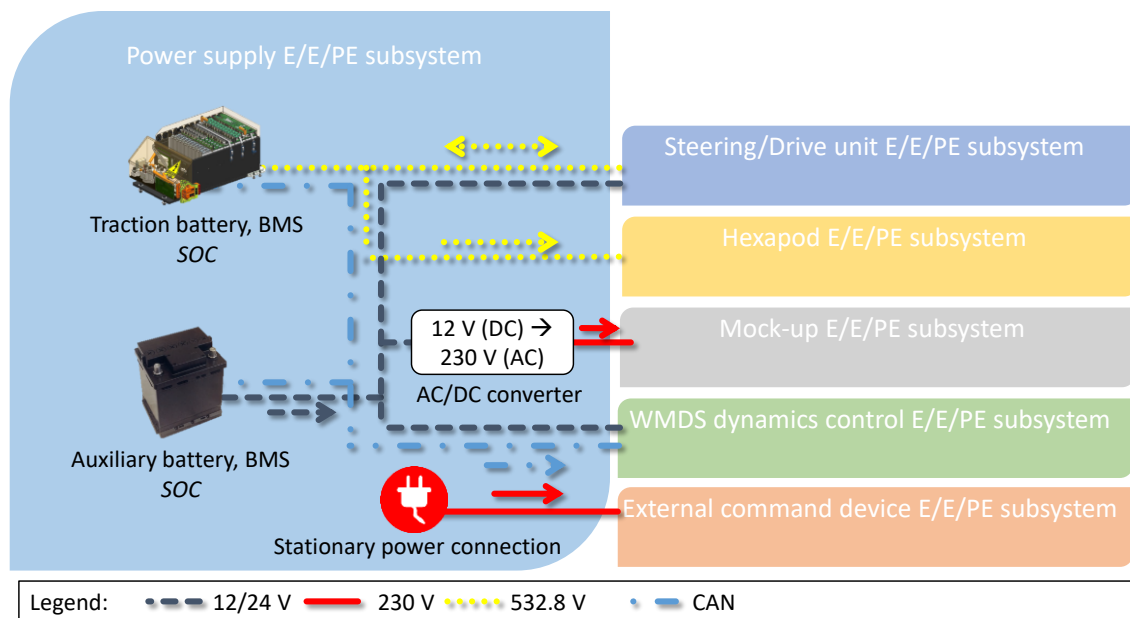 Power supply E/E/PE subsystem
Steering/Drive unit E/E/PE subsystem
Traction battery, BMS
SOC
Hexapod E/E/PE subsystem
12 V (DC) →
230 V (AC)
Mock-up E/E/PE subsystem
AC/DC converter
WMDS dynamics control E/E/PE subsystem
Auxiliary battery, BMS
SOC
External command device E/E/PE subsystem
Stationary power connection
Legend: 12/24 V 230 V 532.8 V CAN